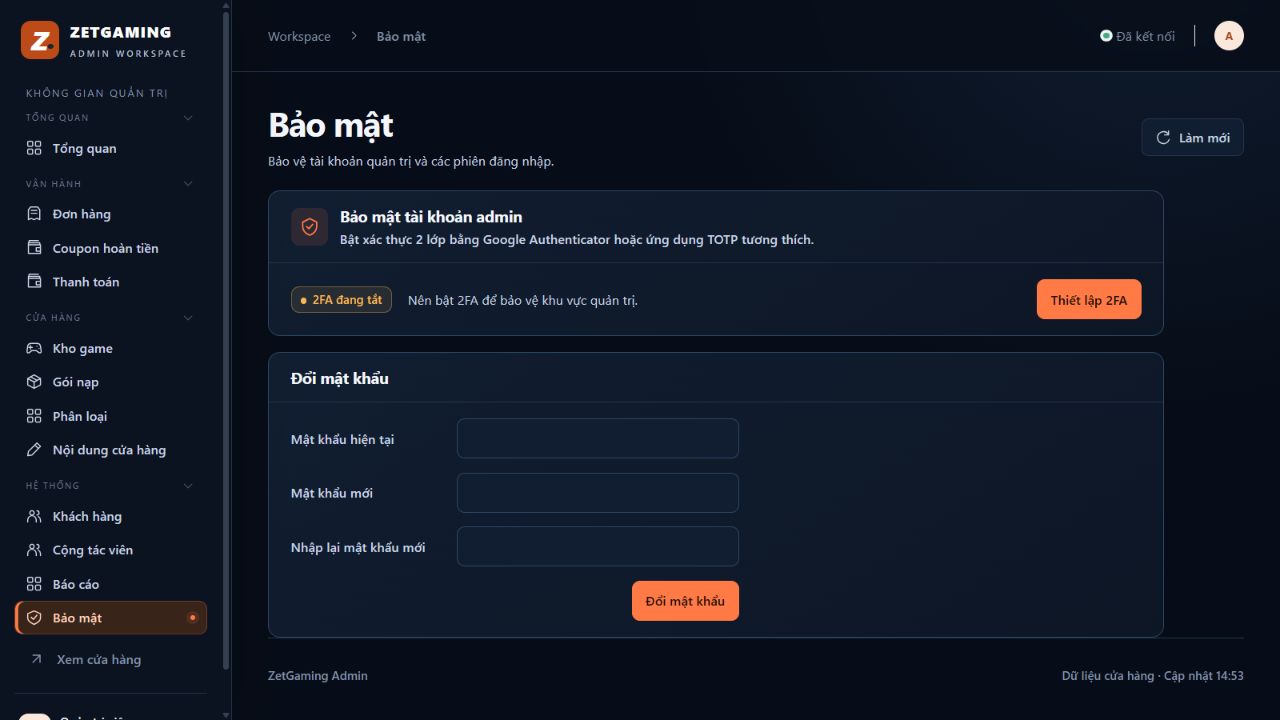 ZETGAMING
ADMIN WORKSPACE
KHÔNG GIAN QUẢN TRỊ
TỔNG QUAN
Tổng quan
VẬN HÀNH
Đơn hàng
Coupon hoàn tiền
Thanh toán
CỬA HÀNG
Kho game
Gói nạp
Phân loại
Nội dung cửa hàng
HỆ THỐNG
Khách hàng
Cộng tác viên
Báo cáo
Bảo mật
Xem cửa hàng
Workspace > Bảo mật
Đã kết nối
A
Bảo mật
Bảo vệ tài khoản quản trị và các phiên đăng nhập.
Làm mới
Bảo mật tài khoản admin
Bật xác thực 2 lớp bằng Google Authenticator hoặc ứng dụng TOTP tương thích.
2FA đang tắt
Nên bật 2FA để bảo vệ khu vực quản trị.
Thiết lập 2FA
Đổi mật khẩu
Mật khẩu hiện tại
Mật khẩu mới
Nhập lại mật khẩu mới
Đổi mật khẩu
ZetGaming Admin
Dữ liệu cửa hàng · Cập nhật 14:53